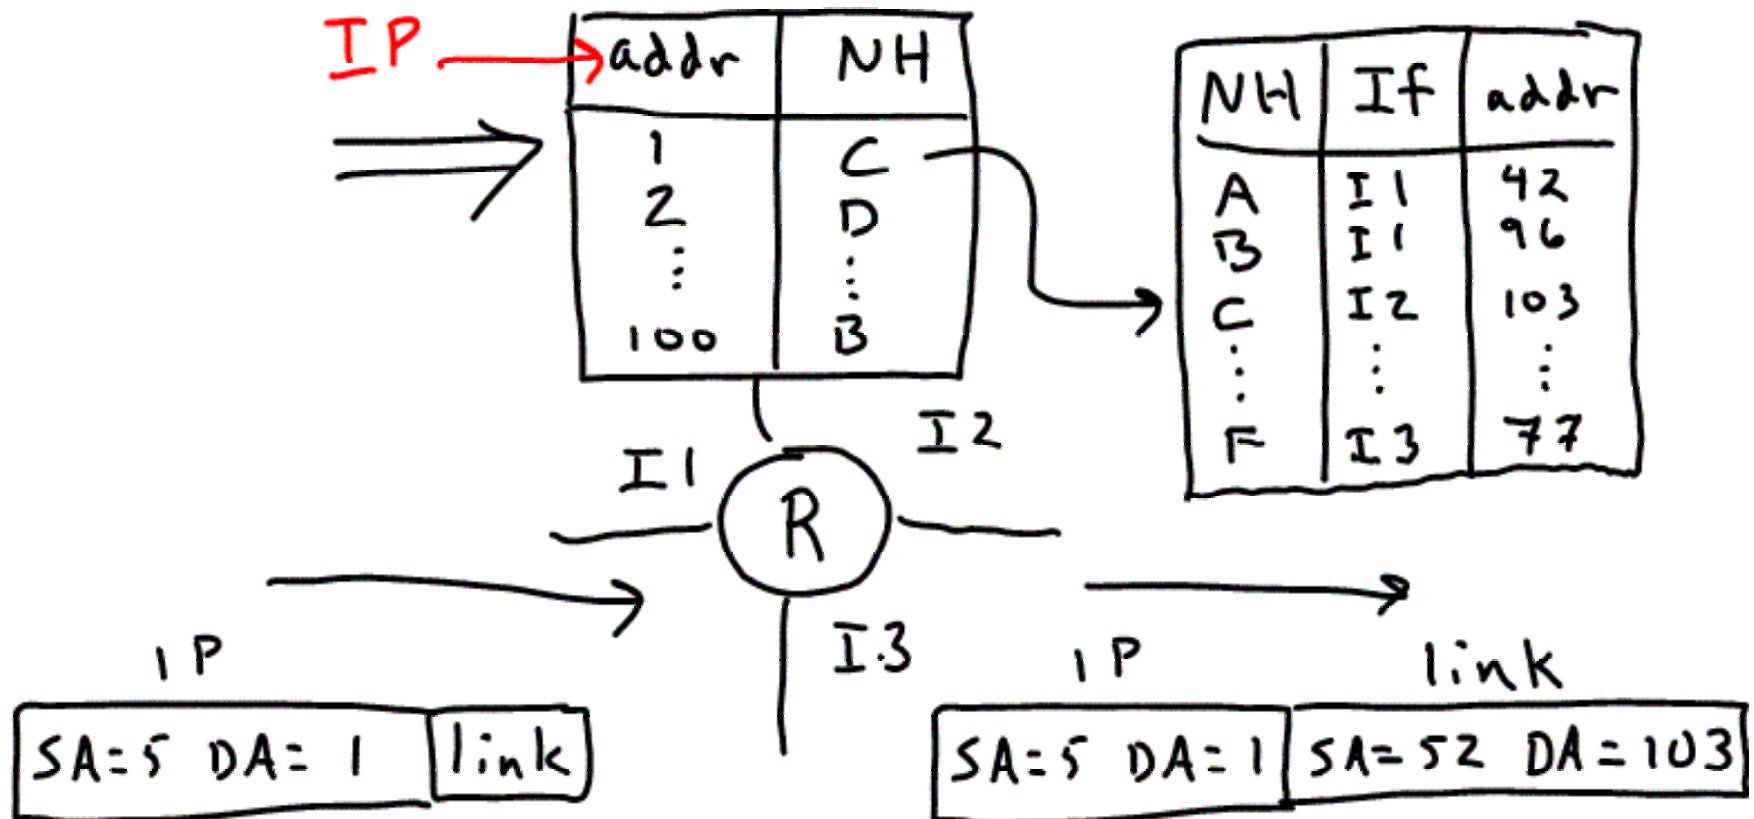 IP
addr NH
1 C
2 D
100 B
NH If addr
A I1 42
B I1 96
C I2 103
F I3 77
I1
I2
R
I3
IP
SA=5 DA=1 link
IP link
SA=5 DA=1 SA=52 DA=103